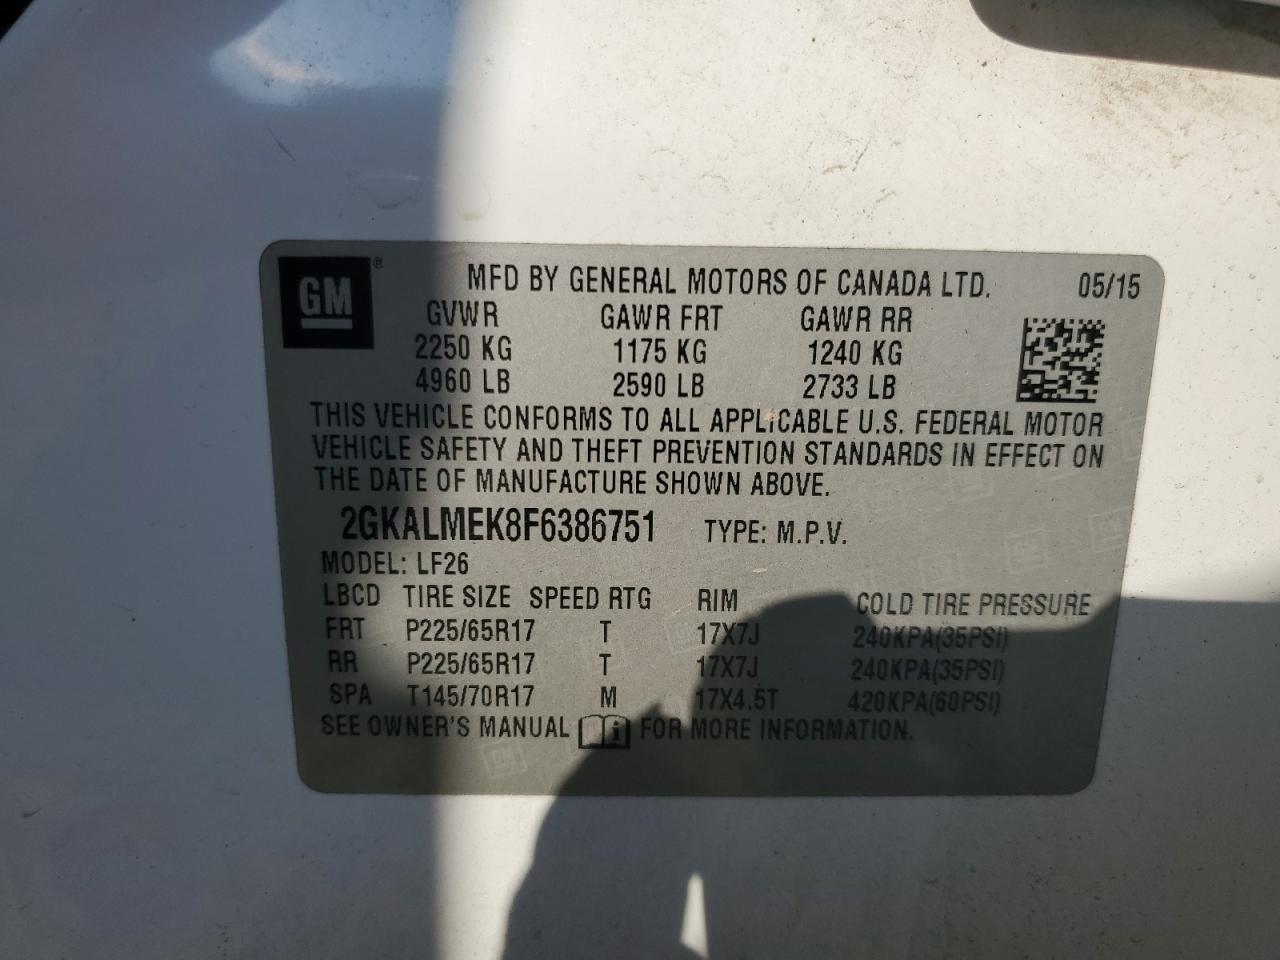 GM® MFD BY GENERAL MOTORS OF CANADA LTD. 05/15
GVWR GAWR FRT GAWR RR
2250 KG 1175 KG 1240 KG
4960 LB 2590 LB 2733 LB
THIS VEHICLE CONFORMS TO ALL APPLICABLE U.S. FEDERAL MOTOR
VEHICLE SAFETY AND THEFT PREVENTION STANDARDS IN EFFECT ON
THE DATE OF MANUFACTURE SHOWN ABOVE.
2GKALMEK8F6386751 TYPE: M.P.V.
MODEL: LF26
LBCD TIRE SIZE SPEED RTG RIM COLD TIRE PRESSURE
FRT P225/65R17 T 17X7J 240KPA(35PSI)
RR P225/65R17 T 17X7J 240KPA(35PSI)
SPA T145/70R17 M 17X4.5T 420KPA(60PSI)
SEE OWNER'S MANUAL i FOR MORE INFORMATION.